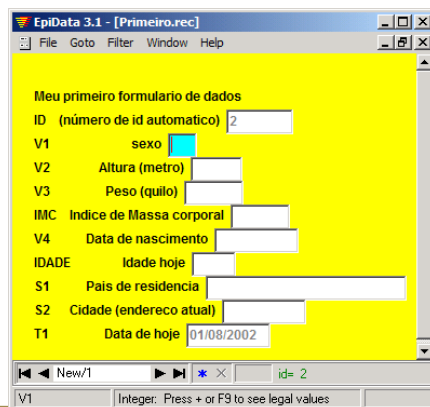 EpiData 3.1 - [Primeiro.rec]
File Goto Filter Window Help
Meu primeiro formulario de dados
ID (número de id automatico) 2
V1 sexo
V2 Altura (metro)
V3 Peso (quilo)
IMC Indice de Massa corporal
V4 Data de nascimento
IDADE Idade hoje
S1 Pais de residencia
S2 Cidade (endereco atual)
T1 Data de hoje 01/08/2002
New/1 id= 2
V1 Integer: Press + or F9 to see legal values